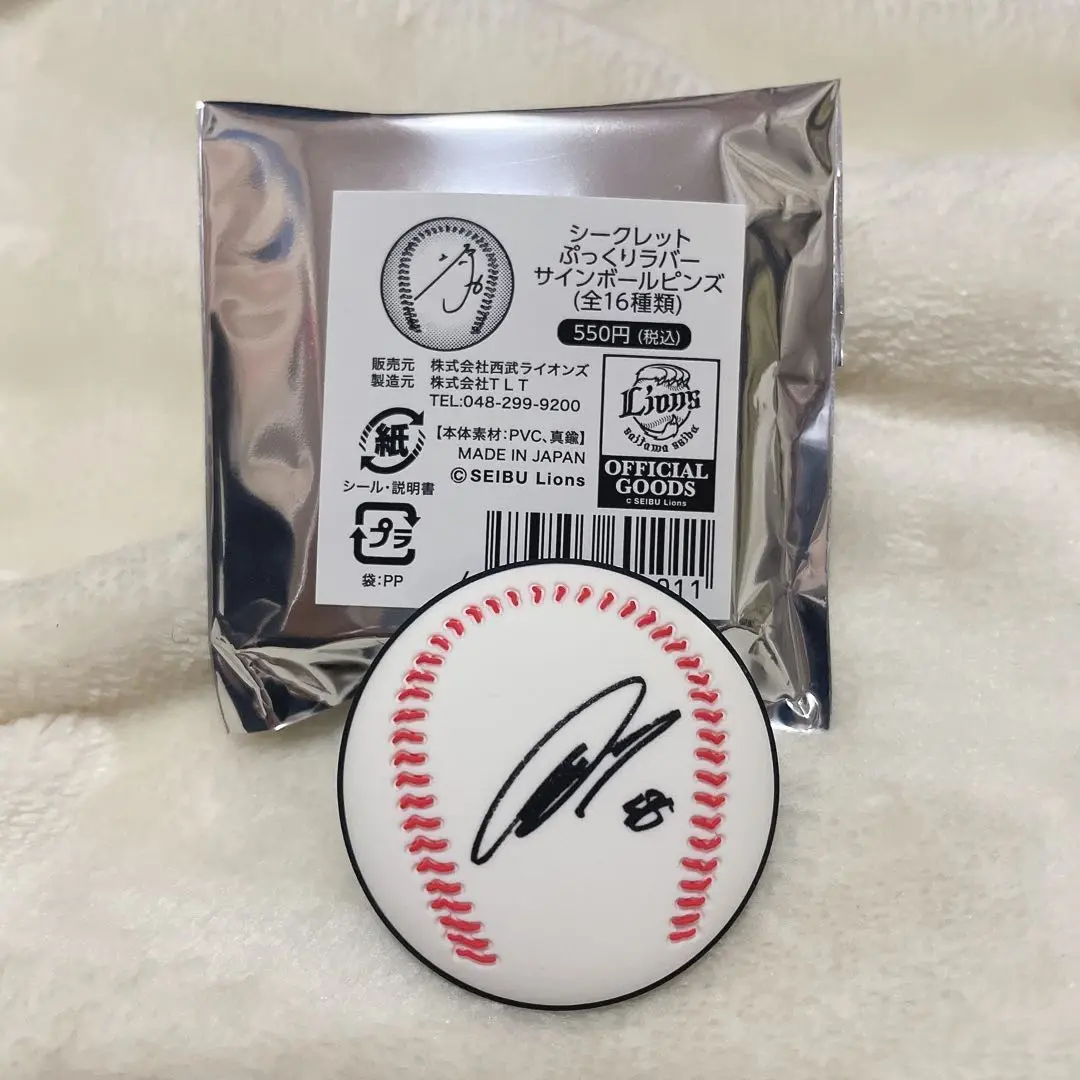 シークレット
ぷっくりラバー
サインボールピンズ
(全16種類)
550円 (税込)
販売元 株式会社西武ライオンズ
製造元 株式会社TLT
TEL:048-299-9200
紙
【本体素材:PVC、真鍮】
MADE IN JAPAN
© SEIBU Lions
シール・説明書
プラ
袋:PP
Lions
saitama seibu
OFFICIAL
GOODS
© SEIBU Lions